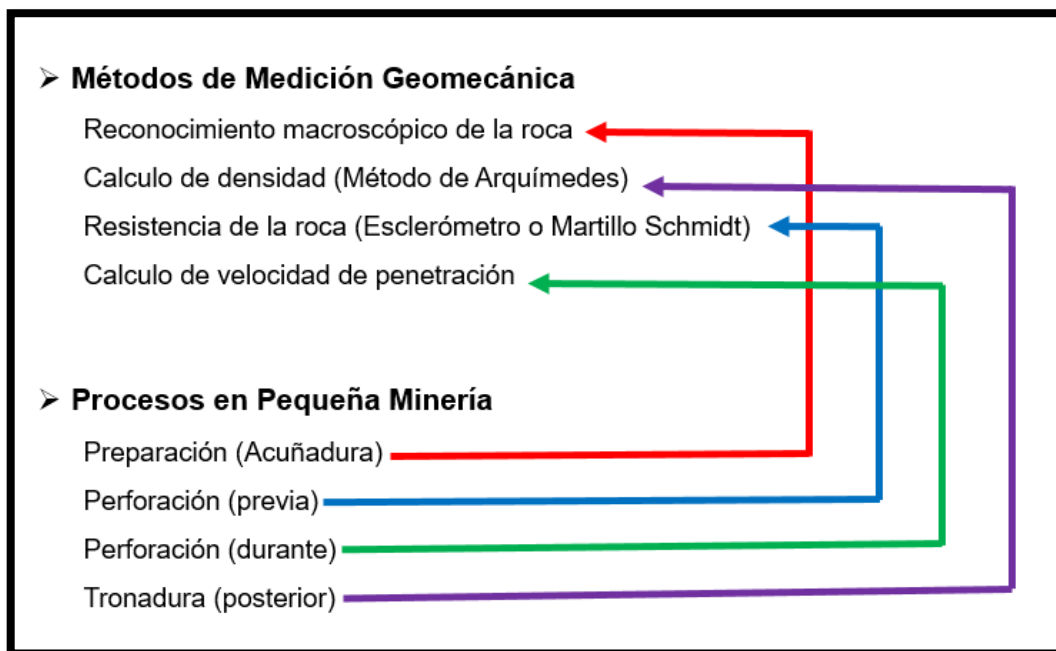 ➢ Métodos de Medición Geomecánica
Reconocimiento macroscópico de la roca
Calculo de densidad (Método de Arquímedes)
Resistencia de la roca (Esclerómetro o Martillo Schmidt)
Calculo de velocidad de penetración
➢ Procesos en Pequeña Minería
Preparación (Acuñadura)
Perforación (previa)
Perforación (durante)
Tronadura (posterior)